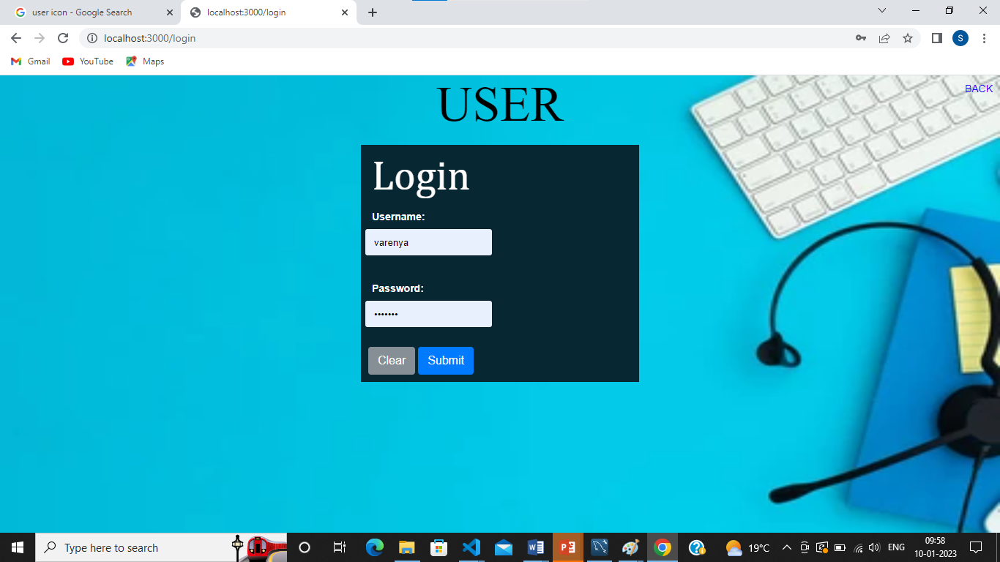 user icon - Google Search
localhost:3000/login
localhost:3000/login
S
Gmail
YouTube
Maps
BACK
USER
Login
Username:
varenya
Password:
•••••••
Clear Submit
Type here to search
19°C
ENG
09:58
10-01-2023